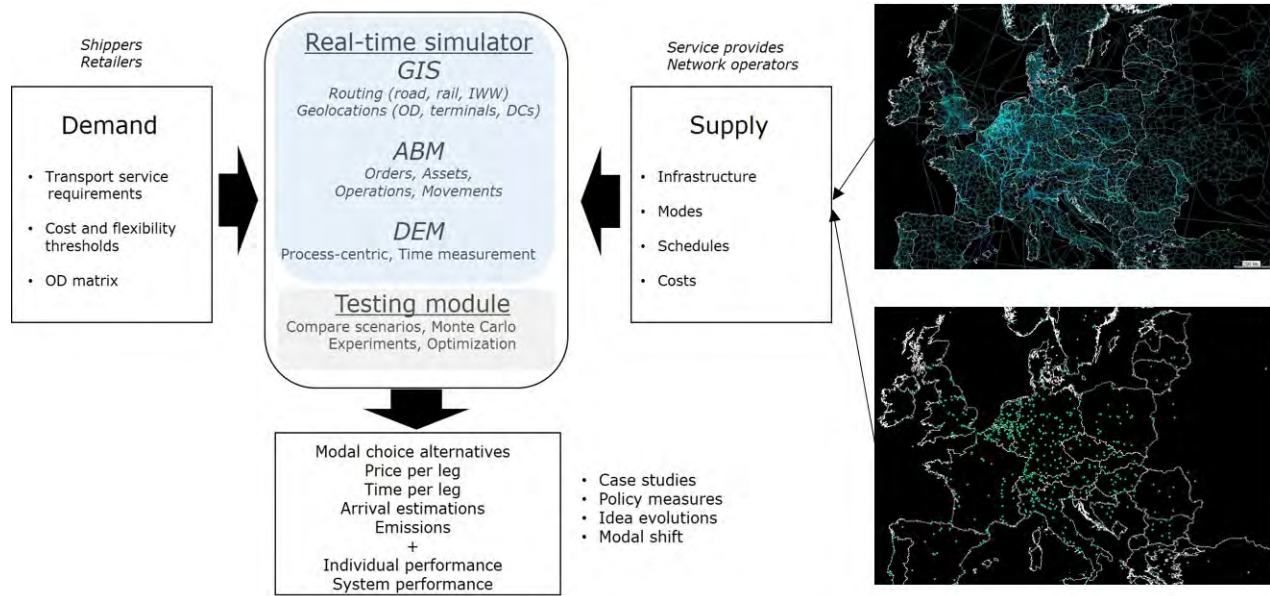 Shippers
Retailers
Demand
• Transport service
requirements
• Cost and flexibility
thresholds
• OD matrix
Real-time simulator
GIS
Routing (road, rail, IWW)
Geolocations (OD, terminals, DCs)
ABM
Orders, Assets,
Operations, Movements
DEM
Process-centric, Time measurement
Testing module
Compare scenarios, Monte Carlo
Experiments, Optimization
Service provides
Network operators
Supply
• Infrastructure
• Modes
• Schedules
• Costs
Modal choice alternatives
Price per leg
Time per leg
Arrival estimations
Emissions
+
Individual performance
System performance
• Case studies
• Policy measures
• Idea evolutions
• Modal shift